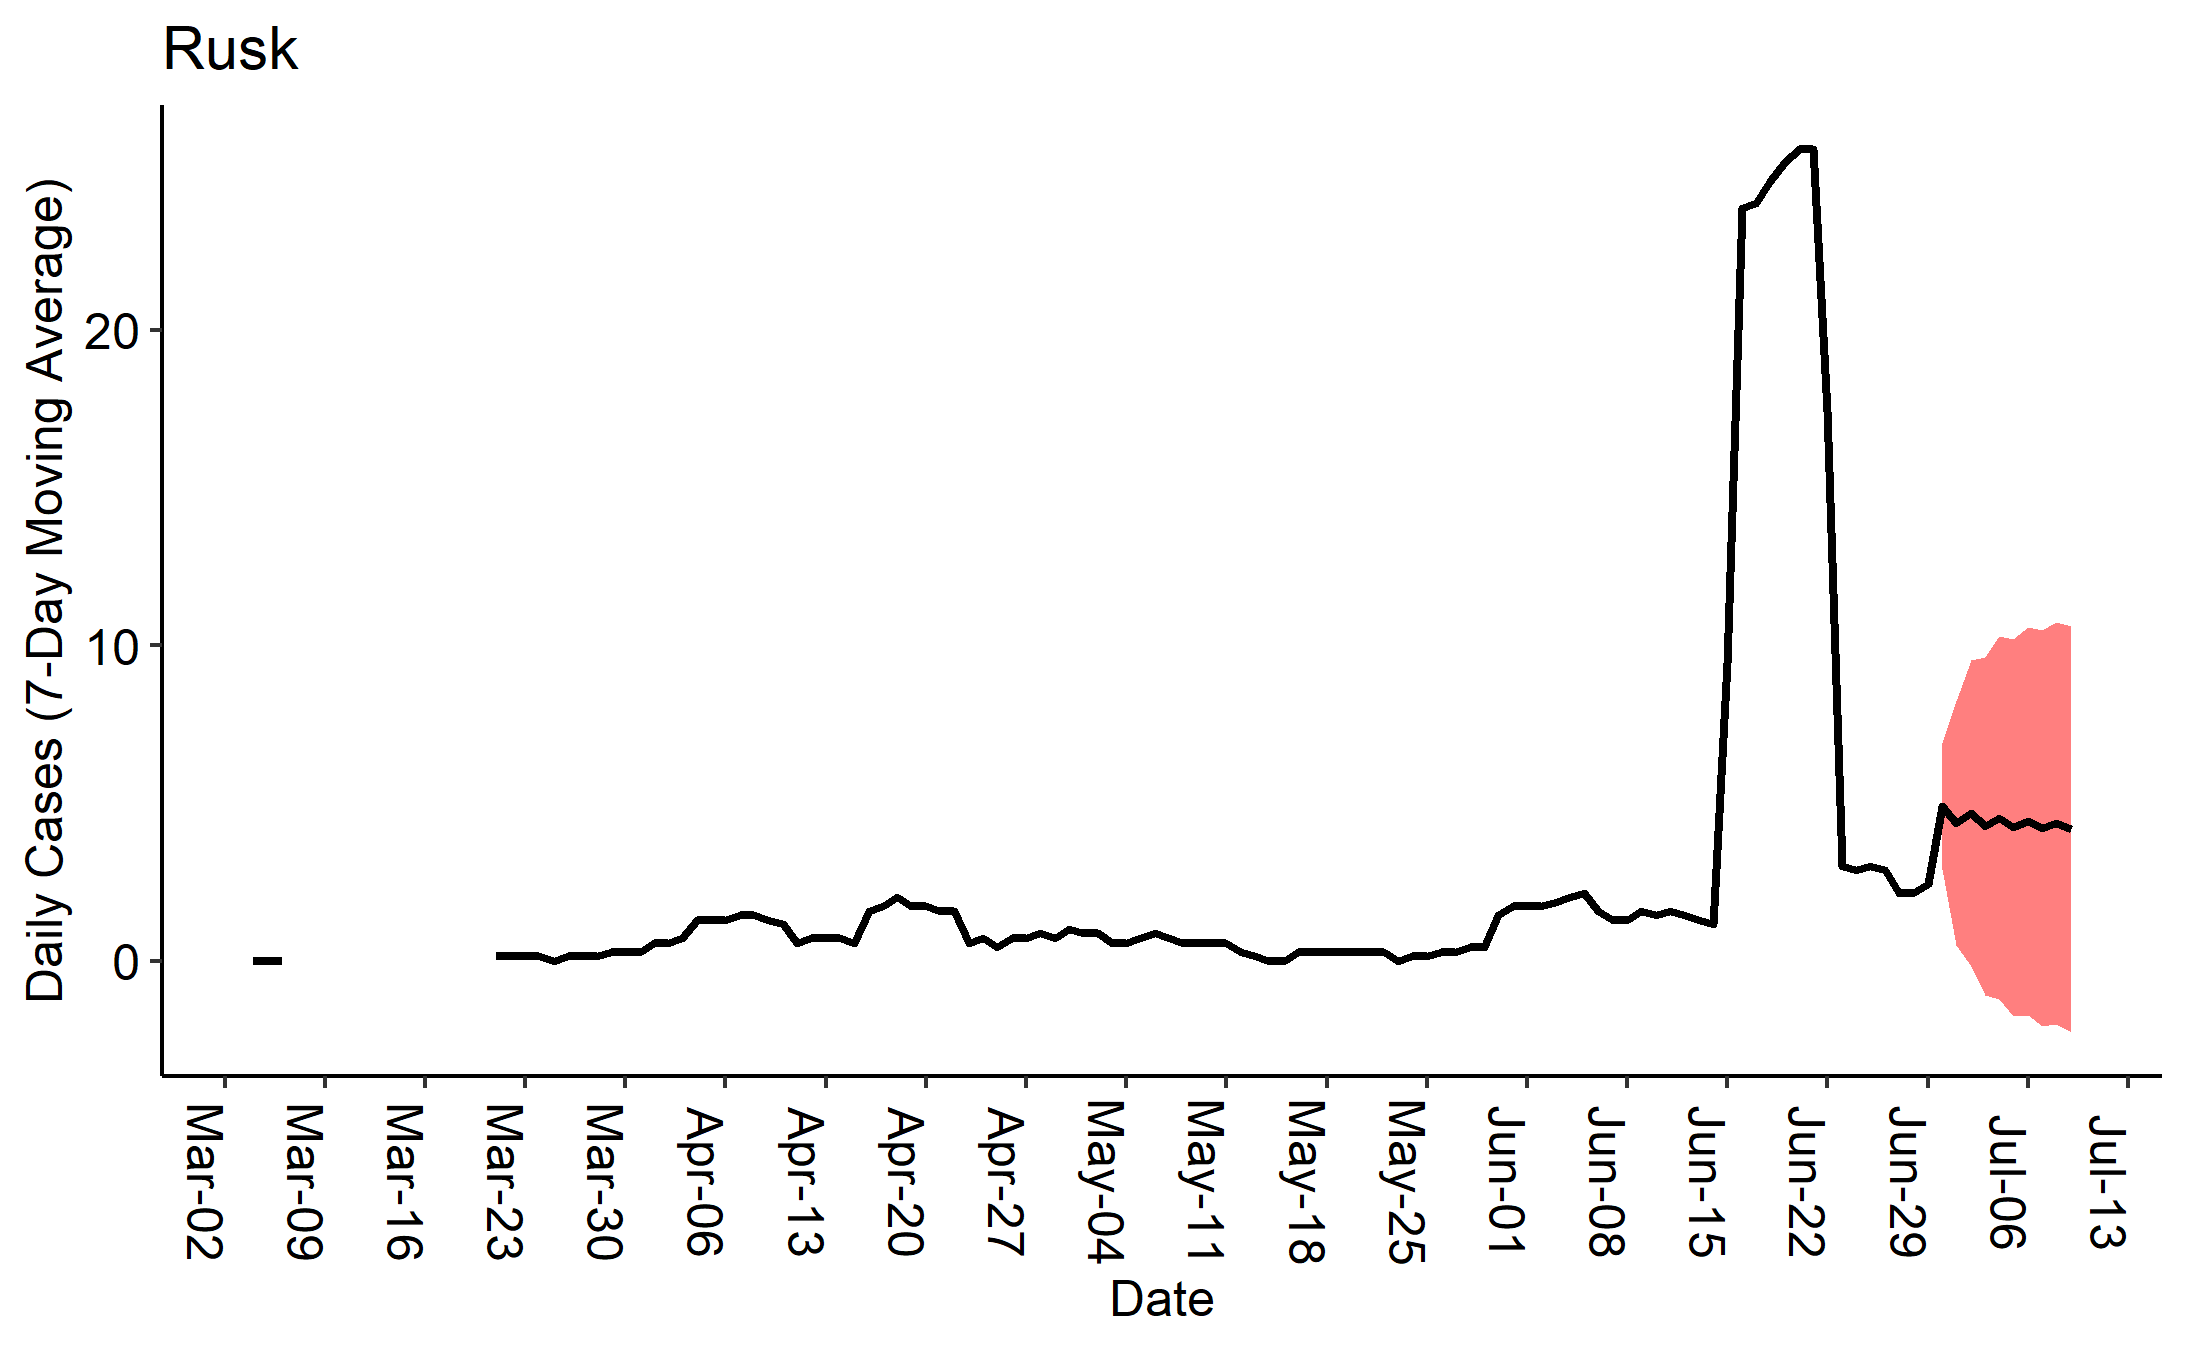 Rusk
Daily Cases (7-Day Moving Average)
20
10
0
Mar-02
Mar-09
Mar-16
Mar-23
Mar-30
Apr-06
Apr-13
Apr-20
Apr-27
May-04
May-11
May-18
May-25
Jun-01
Jun-08
Jun-15
Jun-22
Jun-29
Jul-06
Jul-13
Date